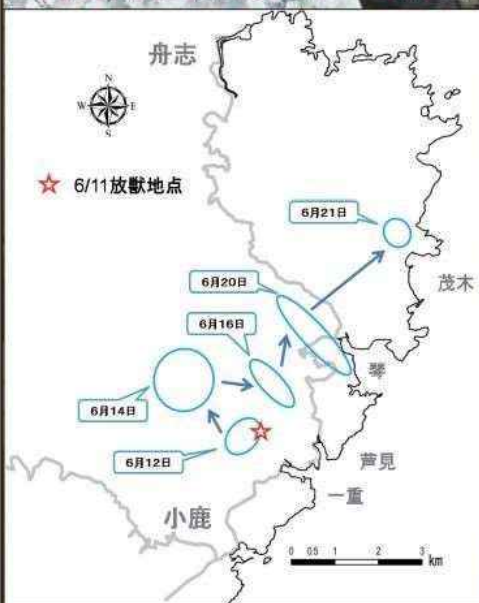 舟志
N
W E
S
6/11放獣地点
6月21日
茂木
6月20日
6月16日
琴
6月14日
6月12日
芦見
一重
小鹿
0 0.5 1 2 3
km